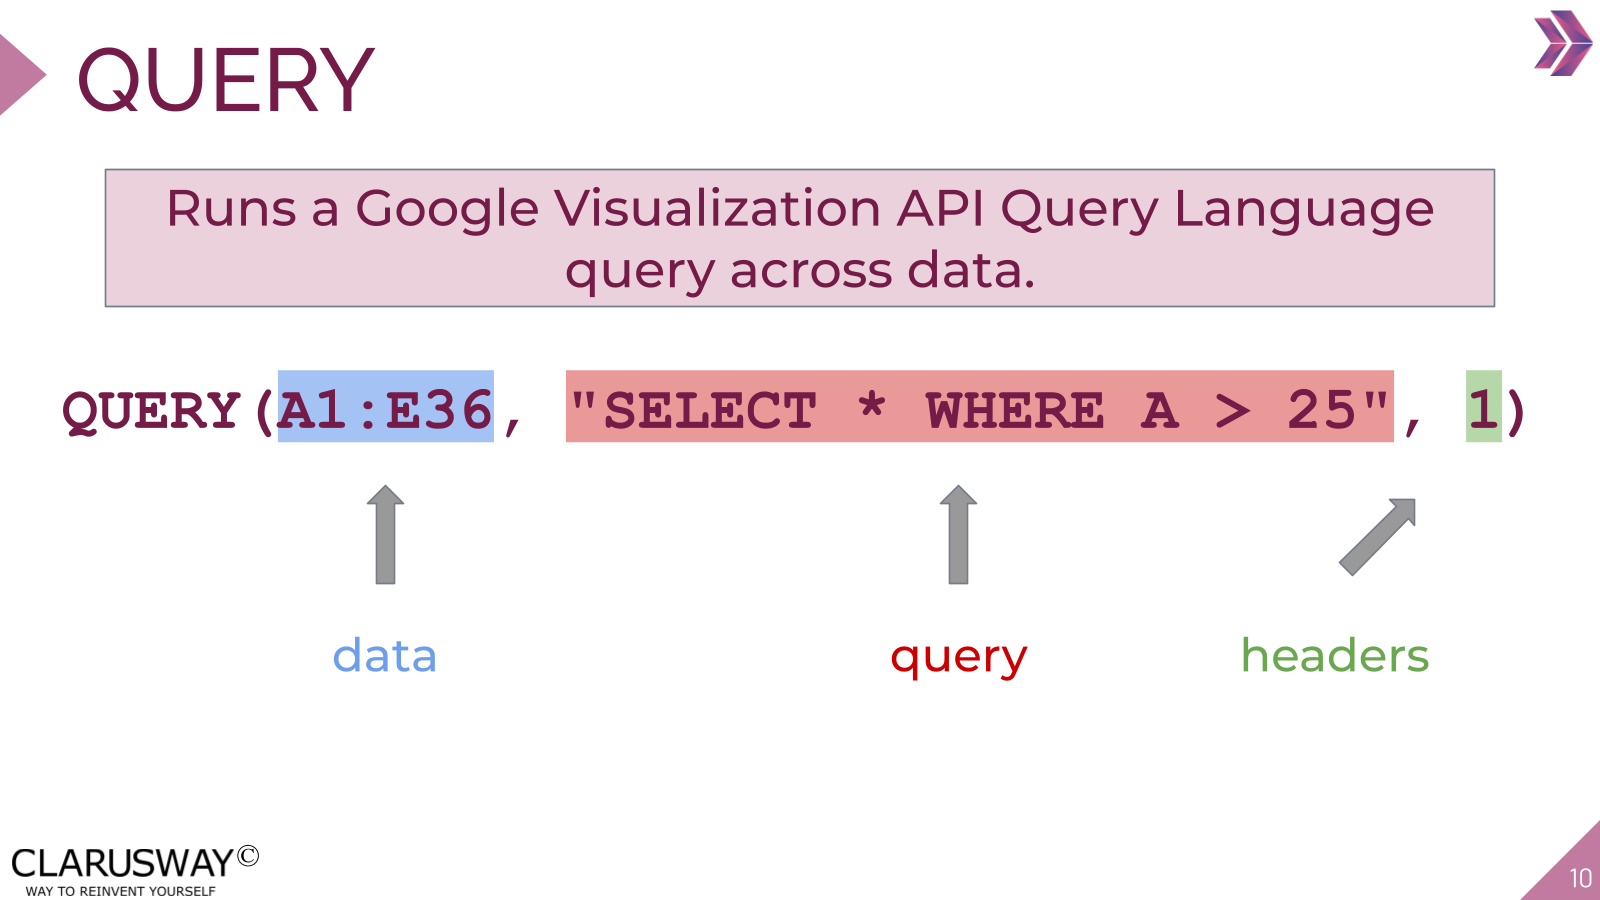 QUERY
Runs a Google Visualization API Query Language
query across data.
QUERY(A1:E36, "SELECT * WHERE A > 25", 1)
data query headers
CLARUSWAY©
WAY TO REINVENT YOURSELF
10